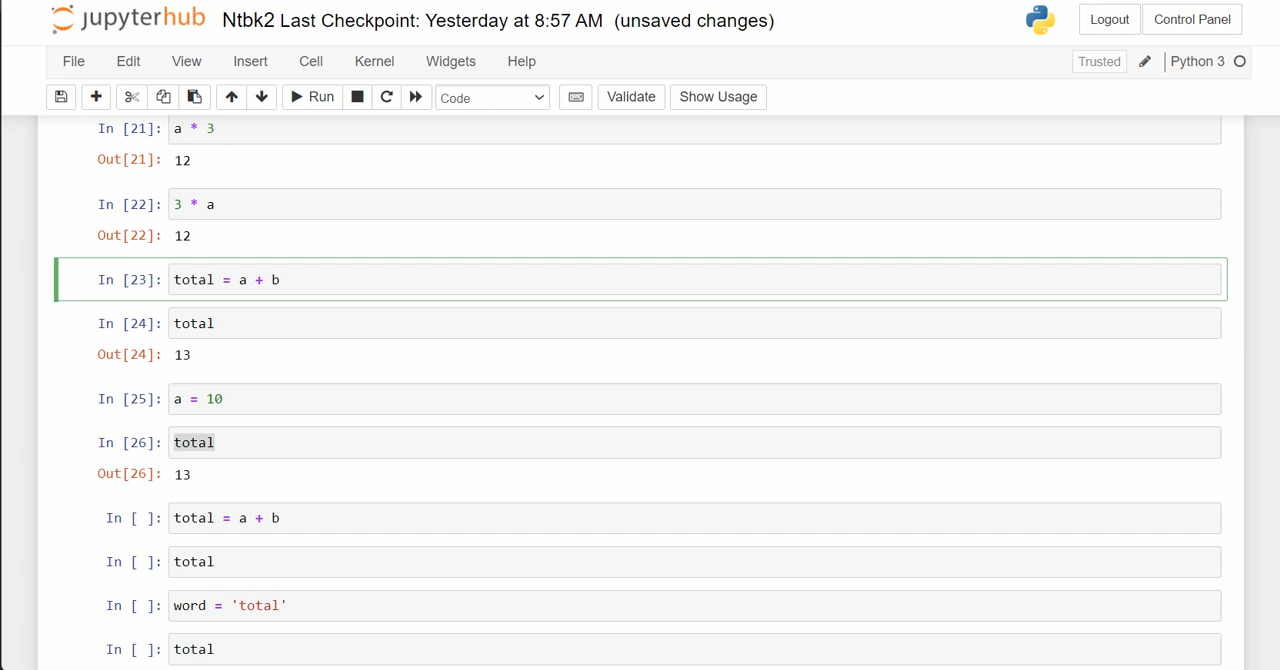 jupyterhub Ntbk2 Last Checkpoint: Yesterday at 8:57 AM (unsaved changes) Logout Control Panel
File Edit View Insert Cell Kernel Widgets Help Trusted Python 3
Run Code Validate Show Usage
In [21]: a * 3
Out[21]: 12
In [22]: 3 * a
Out[22]: 12
In [23]: total = a + b
In [24]: total
Out[24]: 13
In [25]: a = 10
In [26]: total
Out[26]: 13
In [ ]: total = a + b
In [ ]: total
In [ ]: word = 'total'
In [ ]: total